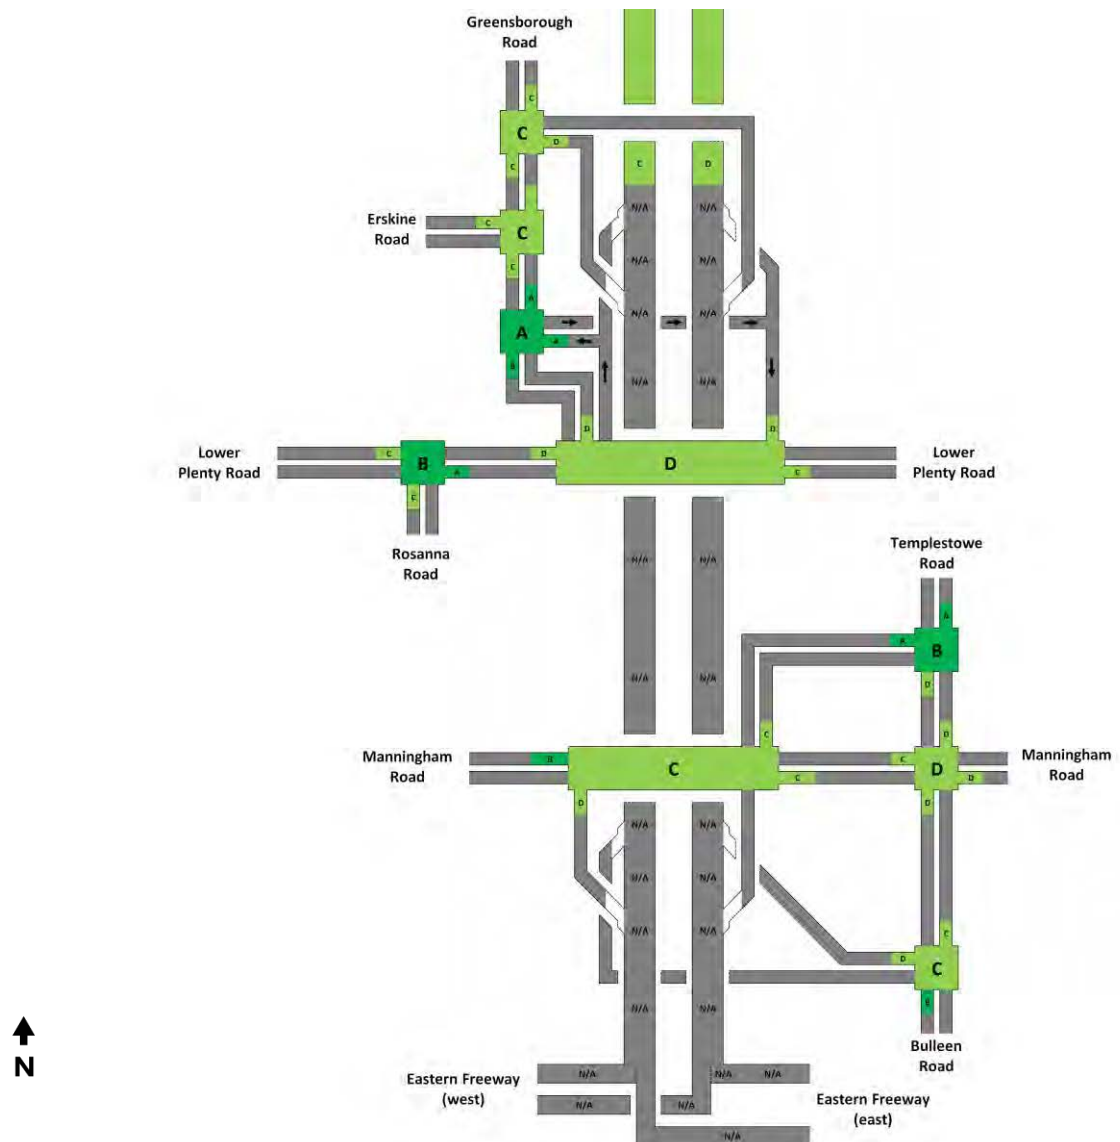 Greensborough
Road
C
C
D
C
C
D
C
N/A
N/A
Erskine
Road
C
C
C
N/A
N/A
A
N/A
N/A
A
A
B
N/A
N/A
D
D
Lower
Plenty Road
C
B
A
D
D
C
Lower
Plenty Road
C
Rosanna
Road
N/A
N/A
Templestowe
Road
A
A
B
N/A
N/A
D
C
D
Manningham
Road
B
C
C
C
D
D
Manningham
Road
D
D
N/A
N/A
N/A
N/A
N/A
N/A
C
D
C
N/A
N/A
B
N
Bulleen
Road
Eastern Freeway
(west)
N/A
N/A
N/A
N/A
N/A
N/A
Eastern Freeway
(east)